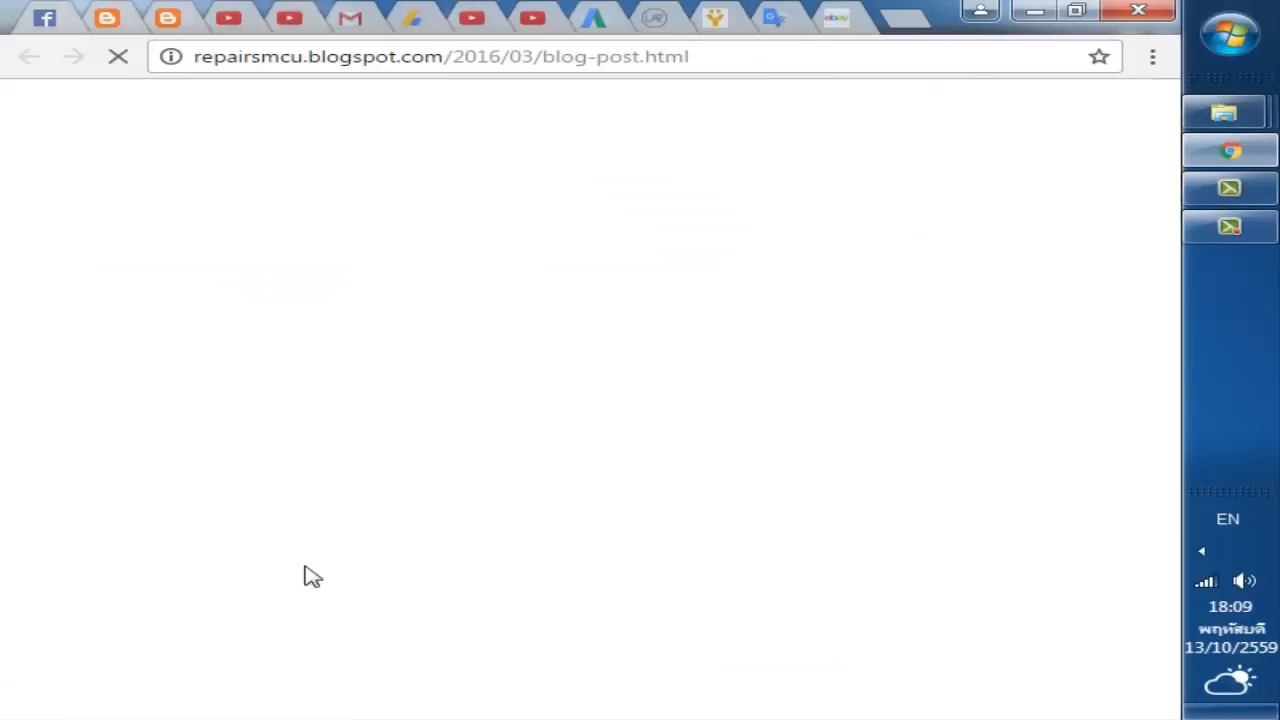 ebay
repairsmcu.blogspot.com/2016/03/blog-post.html
EN
18:09
พฤหัสบดี
13/10/2559